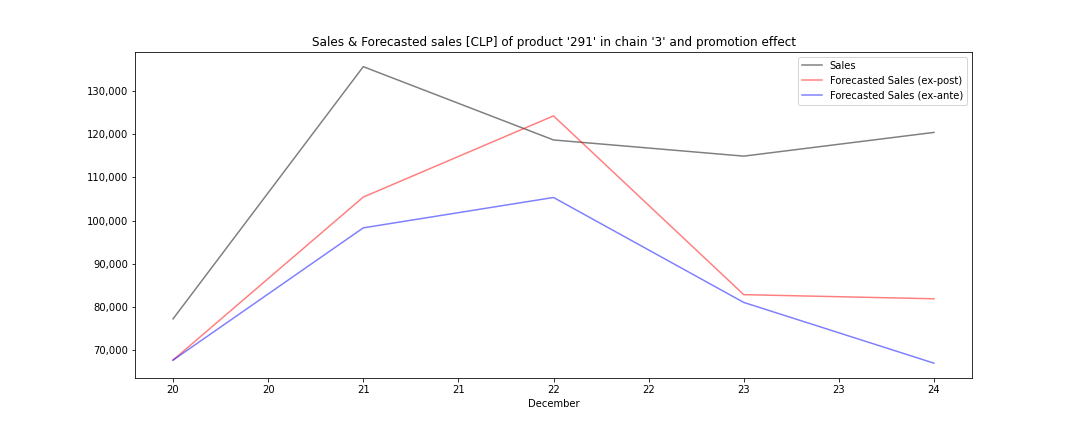 Sales & Forecasted sales [CLP] of product '291' in chain '3' and promotion effect
Sales
Forecasted Sales (ex-post)
Forecasted Sales (ex-ante)
130,000
120,000
110,000
100,000
90,000
80,000
70,000
20 20 21 21 22 22 23 23 24
December